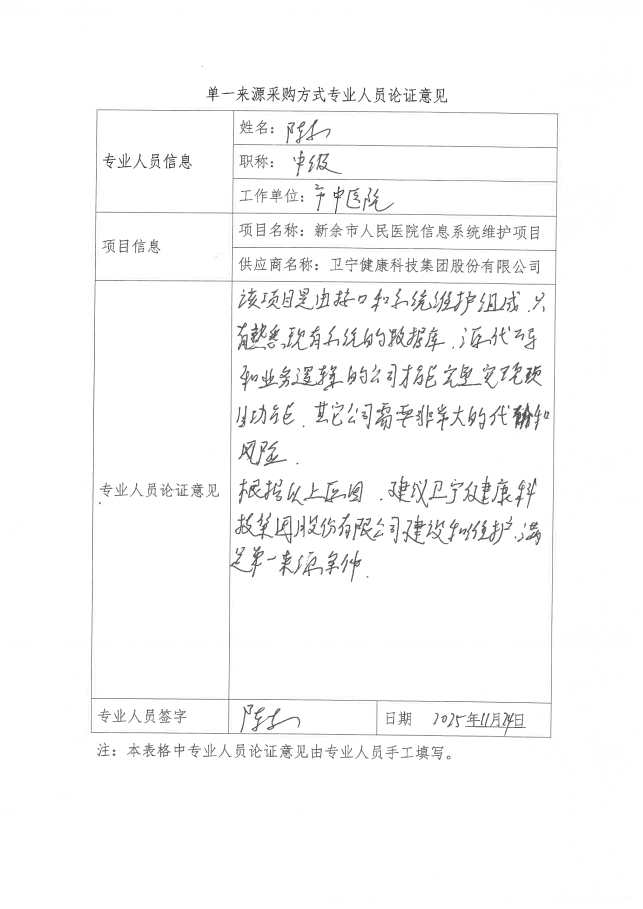 单一来源采购方式专业人员论证意见
专业人员信息
姓名：陈
职称：中级
工作单位：市中医院
项目信息
项目名称：新余市人民医院信息系统维护项目
供应商名称：卫宁健康科技集团股份有限公司
专业人员论证意见
该项目是由接口和系统维护组成，只
有熟悉现有系统的数据库、源代码
和业务逻辑的公司才能完整实现项
目功能，其它公司需要非常大的代价和
风险.
根据以上原因，建议卫宁健康科
技集团股份有限公司建设和维护，满
足单一来源条件.
专业人员签字
陈
日期 2025年11月24日
注：本表格中专业人员论证意见由专业人员手工填写。